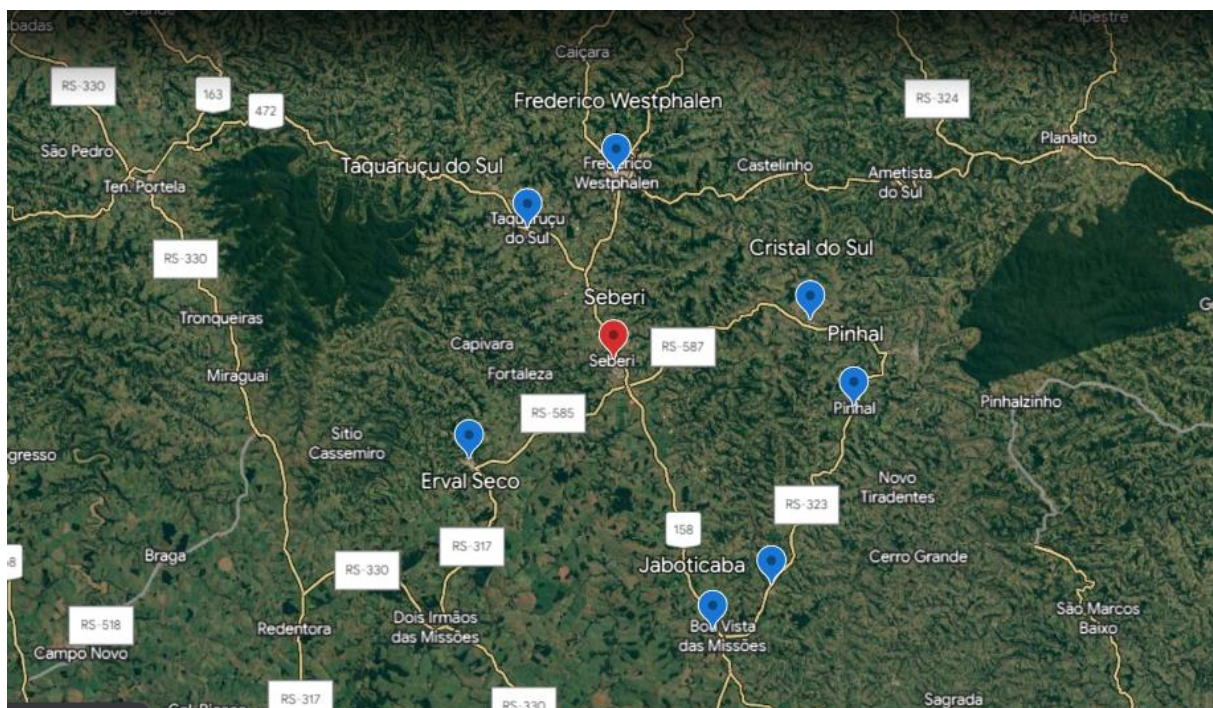 Alpestre
Caiçara
RS-330
163
472
RS-324
Frederico Westphalen
São Pedro
Planalto
Taquaruçu do Sul
Frederico
Westphalen
Castelinho
Ametista
do Sul
Ten. Portela
Taquaruçu
do Sul
Cristal do Sul
RS-330
Seberi
Tronqueiras
Capivara
Seberi
RS-587
Pinhal
Fortaleza
Miraguai
Pinhal
Pinhalzinho
RS-585
Sitio
Cassemiro
Erval Seco
Novo
Tiradentes
RS-323
158
RS-317
Braga
Jaboticaba
Cerro Grande
RS-330
RS-518
Redentora
Dois Irmãos
das Missões
Boa Vista
das Missões
São Marcos
Baixo
Campo Novo
RS-317
RS-330
Sagrada